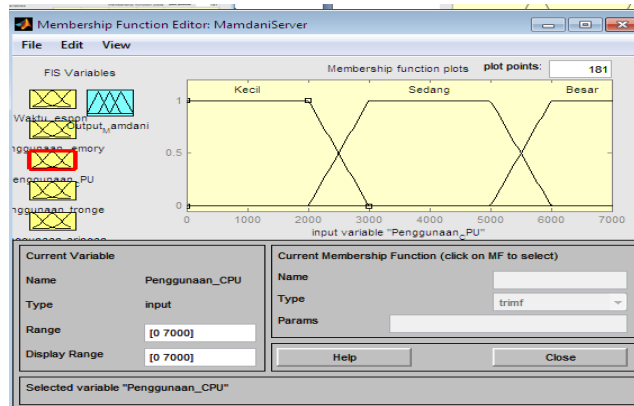 Membership Function Editor: MamdaniServer
File Edit View
FIS Variables
Membership function plots plot points: 181
Kecil Sedang Besar
1
0.5
0
0 1000 2000 3000 4000 5000 6000 7000
input variable "Penggunaan_CPU"
Current Variable
Name Penggunaan_CPU
Type input
Range [0 7000]
Display Range [0 7000]
Current Membership Function (click on MF to select)
Name
Type trimf
Params
Help Close
Selected variable "Penggunaan_CPU"